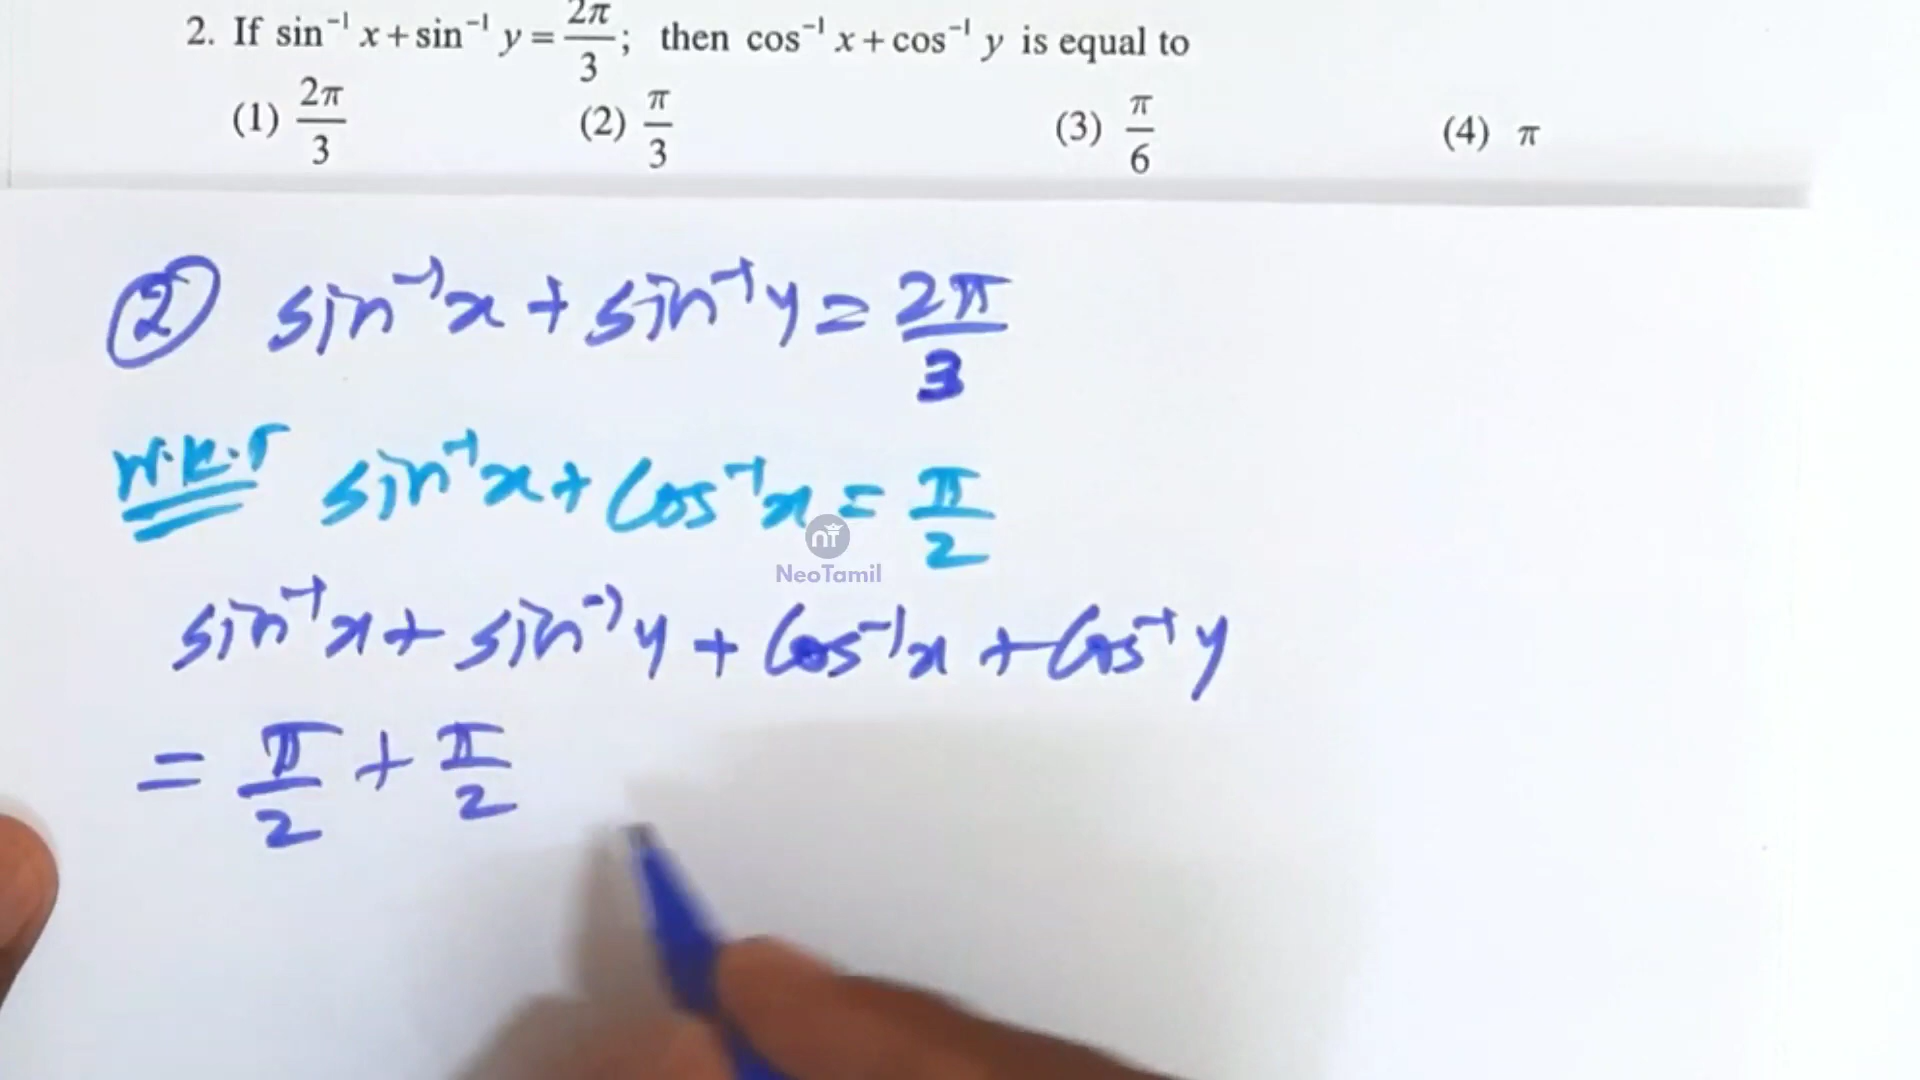 2. If sin⁻¹ x + sin⁻¹ y = 2π/3; then cos⁻¹ x + cos⁻¹ y is equal to
(1) 2π/3 (2) π/3 (3) π/6 (4) π
② sin⁻¹x + sin⁻¹y = 2π/3
W.K.T sin⁻¹x + Cos⁻¹x = π/2
nT
NeoTamil
sin⁻¹x + sin⁻¹y + Cos⁻¹x + Cos⁻¹y
= π/2 + π/2